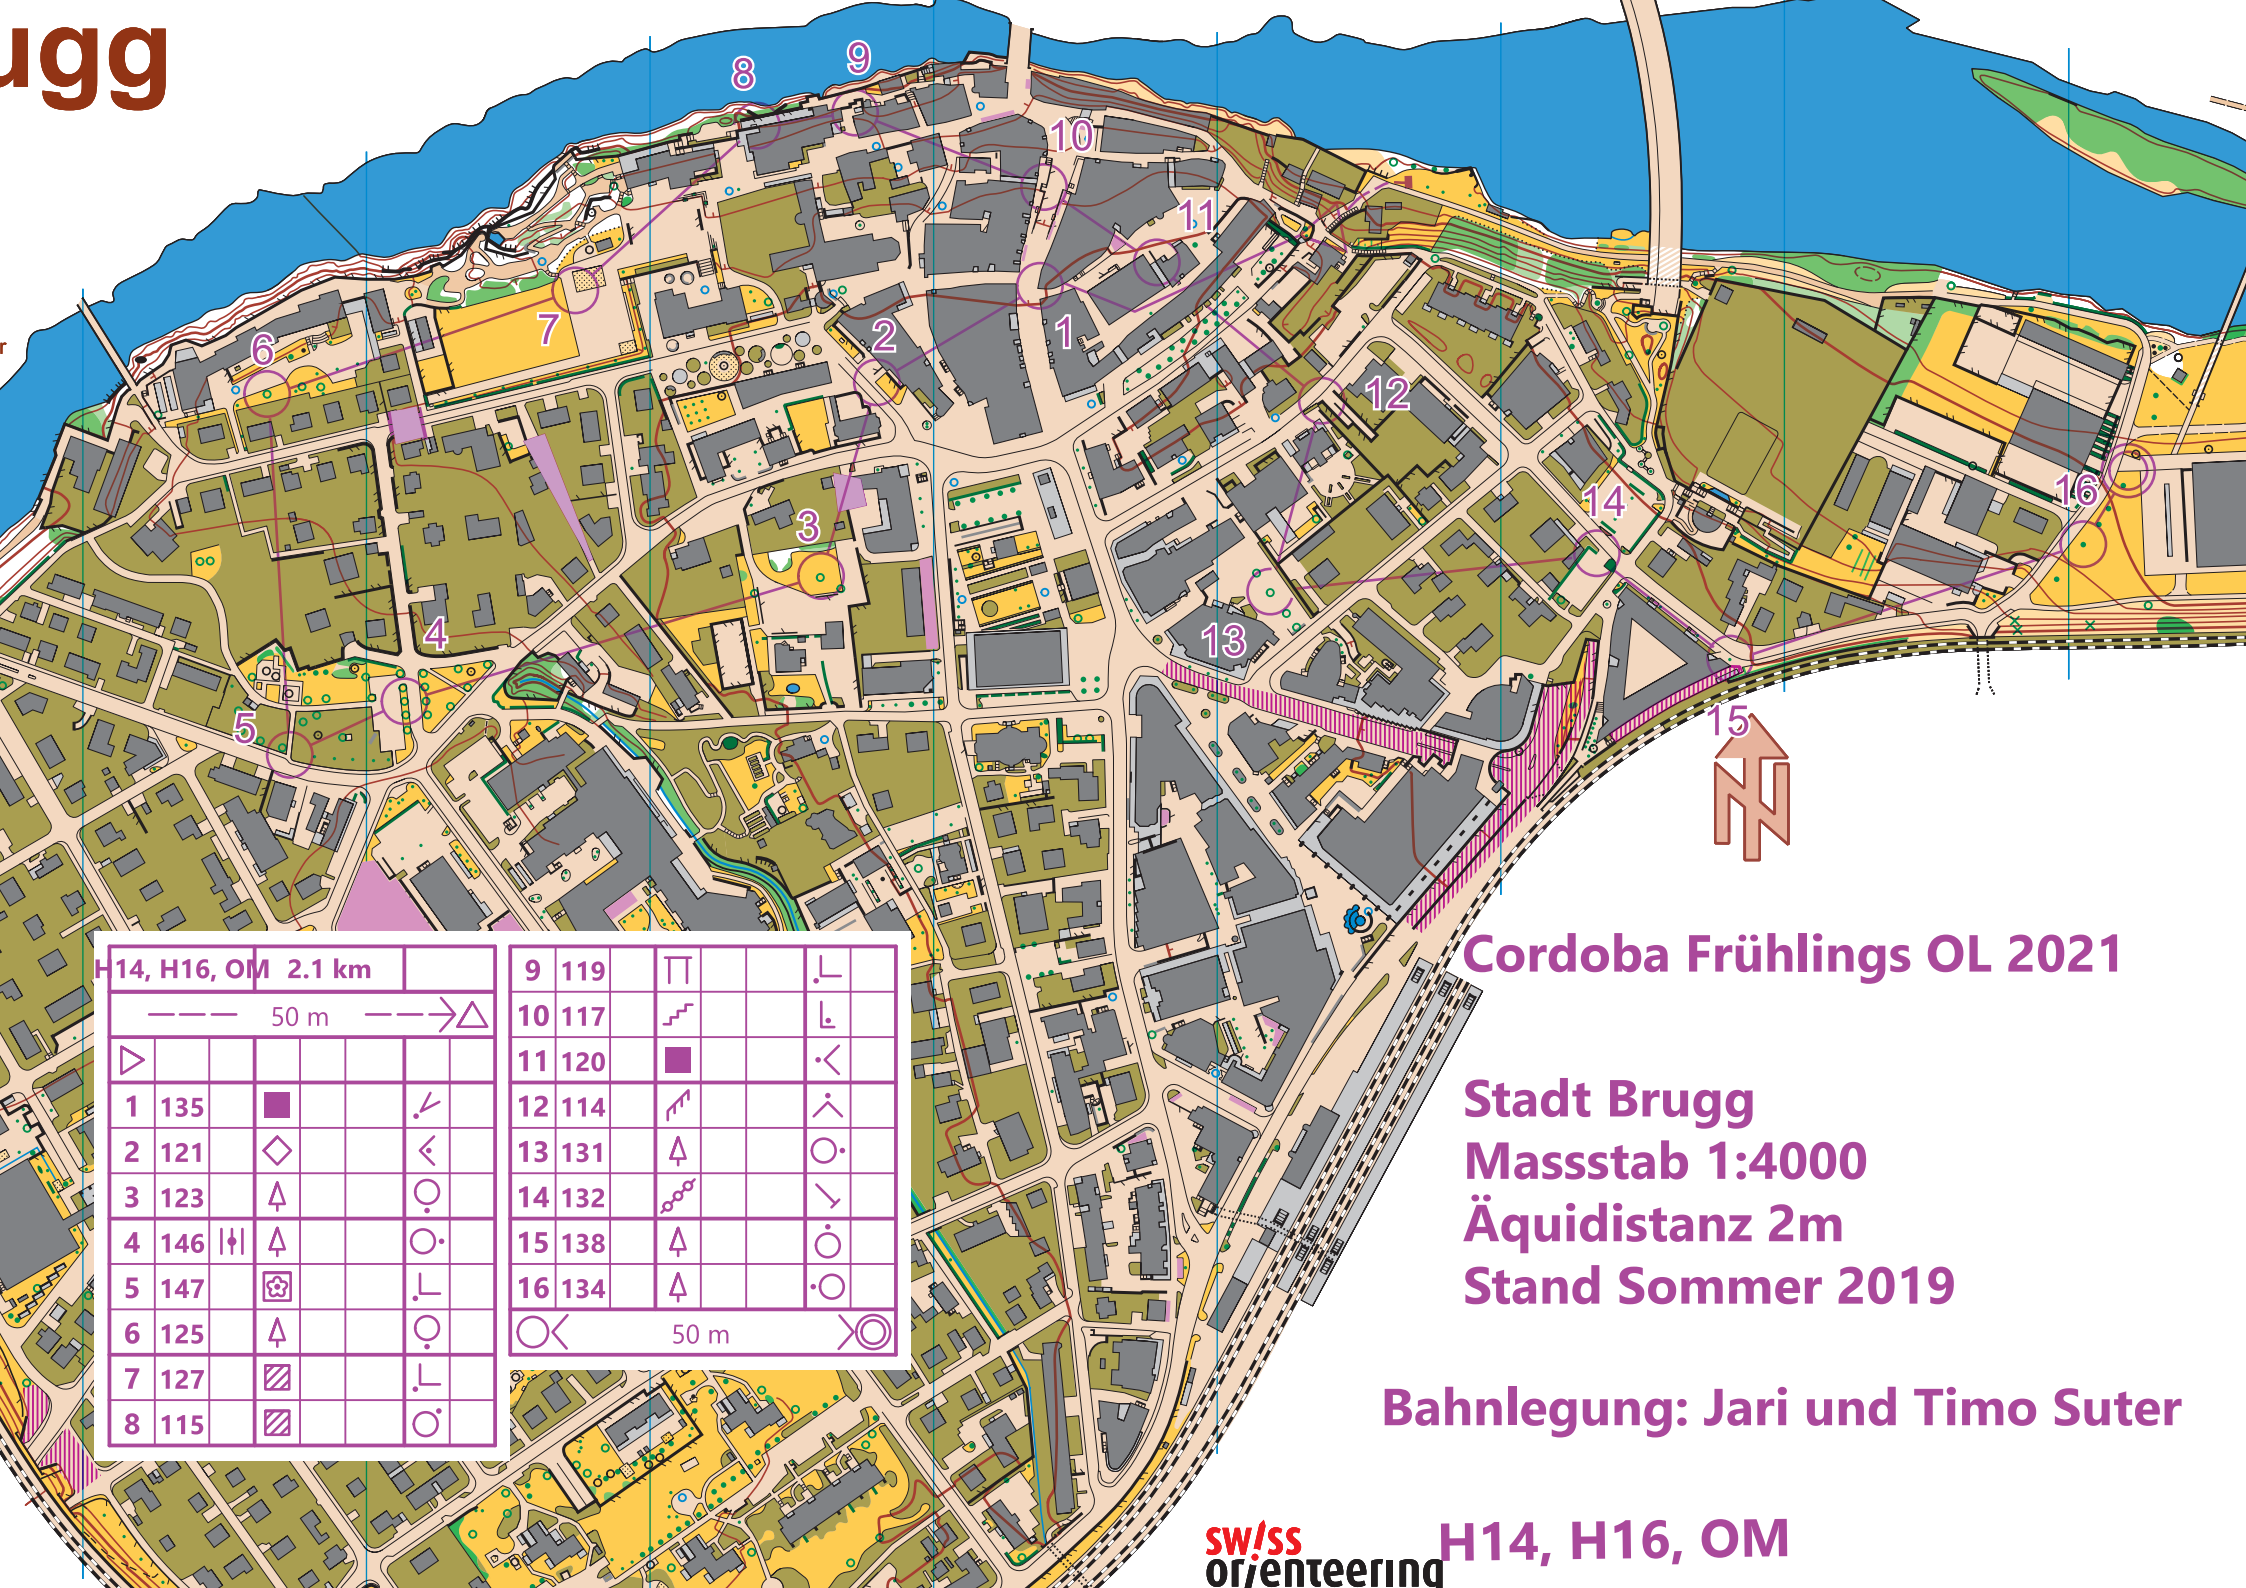 ugg
r
8
9
10
11
7
2
1
6
12
3
14
16
4
13
5
15
H14, H16, OM 2.1 km
50 m
1 135
2 121
3 123
4 146
5 147
6 125
7 127
8 115
9 119
10 117
11 120
12 114
13 131
14 132
15 138
16 134
50 m
N
Cordoba Frühlings OL 2021
Stadt Brugg
Massstab 1:4000
Äquidistanz 2m
Stand Sommer 2019
Bahnlegung: Jari und Timo Suter
swiss
orienteering
H14, H16, OM